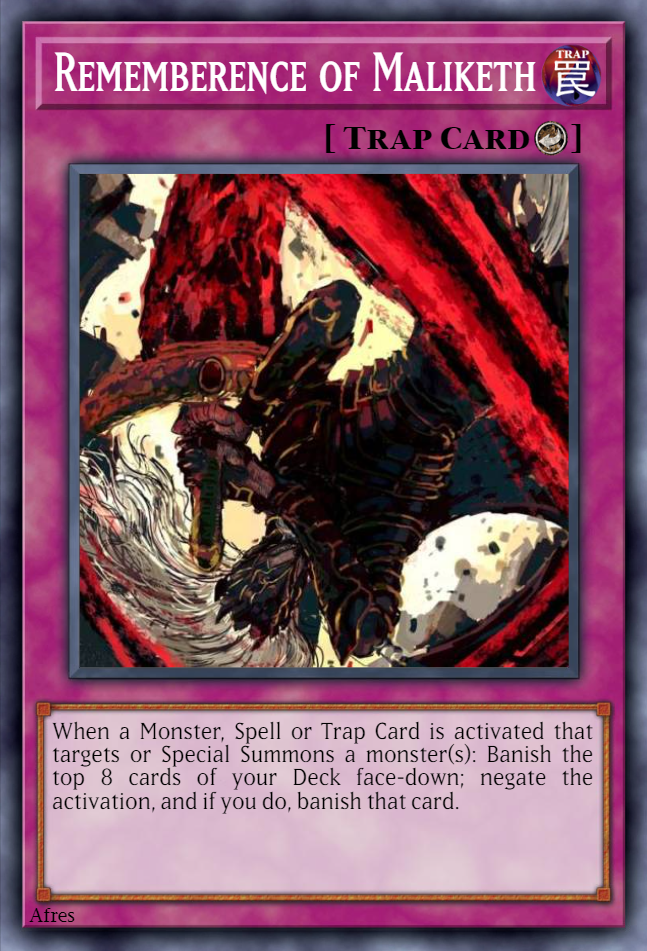 Rememberence of Maliketh
TRAP
罠
[ Trap Card ]
When a Monster, Spell or Trap Card is activated that
targets or Special Summons a monster(s): Banish the
top 8 cards of your Deck face-down; negate the
activation, and if you do, banish that card.
Afres